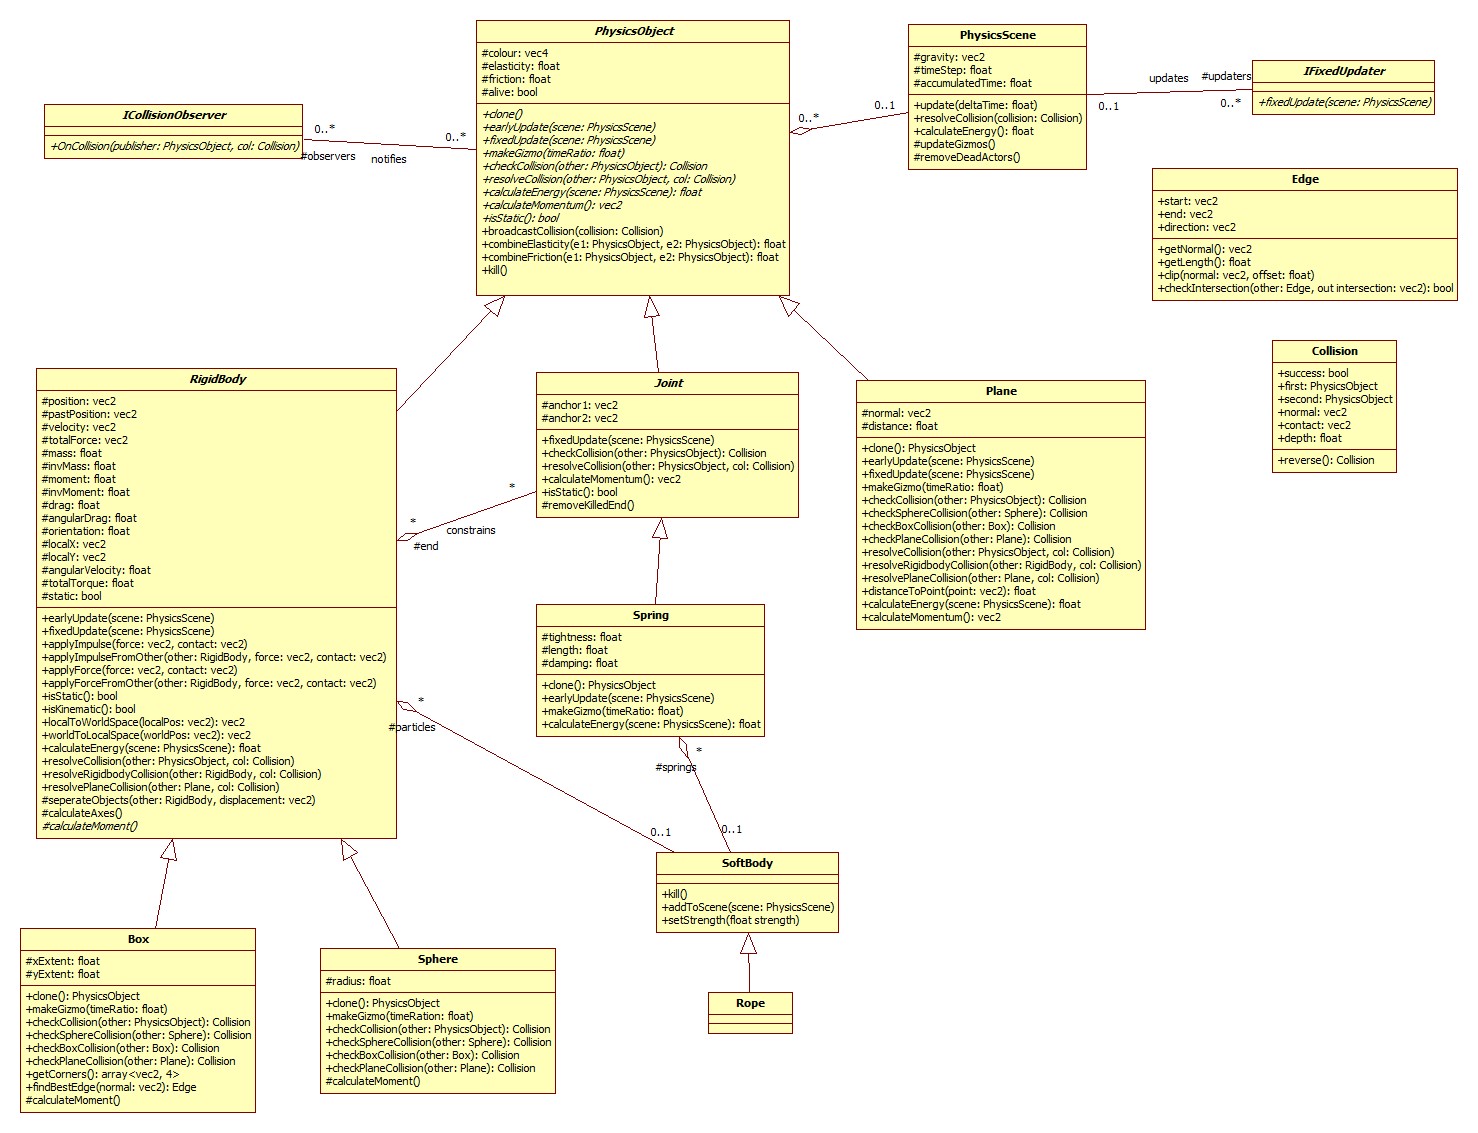 PhysicsObject
#colour: vec4
#elasticity: float
#friction: float
#alive: bool
+clone()
+earlyUpdate(scene: PhysicsScene)
+fixedUpdate(scene: PhysicsScene)
+makeGizmo(timeRatio: float)
+checkCollision(other: PhysicsObject): Collision
+resolveCollision(other: PhysicsObject, col: Collision)
+calculateEnergy(scene: PhysicsScene): float
+calculateMomentum(): vec2
+isStatic(): bool
+broadcastCollision(collision: Collision)
+combineElasticity(e1: PhysicsObject, e2: PhysicsObject): float
+combineFriction(e1: PhysicsObject, e2: PhysicsObject): float
+kill()
PhysicsScene
#gravity: vec2
#timeStep: float
#accumulatedTime: float
+update(deltaTime: float)
+resolveCollision(collision: Collision)
+calculateEnergy(): float
#updateGizmos()
#removeDeadActors()
0..*
0..1
updates
#updaters
0..1
0..*
IFixedUpdater
+fixedUpdate(scene: PhysicsScene)
ICollisionObserver
+OnCollision(publisher: PhysicsObject, col: Collision)
0..*
0..*
#observers
notifies
Edge
+start: vec2
+end: vec2
+direction: vec2
+getNormal(): vec2
+getLength(): float
+clip(normal: vec2, offset: float)
+checkIntersection(other: Edge, out intersection: vec2): bool
Collision
+success: bool
+first: PhysicsObject
+second: PhysicsObject
+normal: vec2
+contact: vec2
+depth: float
+reverse(): Collision
RigidBody
#position: vec2
#pastPosition: vec2
#velocity: vec2
#totalForce: vec2
#mass: float
#invMass: float
#moment: float
#invMoment: float
#drag: float
#angularDrag: float
#orientation: float
#localX: vec2
#localY: vec2
#angularVelocity: float
#totalTorque: float
#static: bool
+earlyUpdate(scene: PhysicsScene)
+fixedUpdate(scene: PhysicsScene)
+applyImpulse(force: vec2, contact: vec2)
+applyImpulseFromOther(other: RigidBody, force: vec2, contact: vec2)
+applyForce(force: vec2, contact: vec2)
+applyForceFromOther(other: RigidBody, force: vec2, contact: vec2)
+isStatic(): bool
+isKinematic(): bool
+localToWorldSpace(localPos: vec2): vec2
+worldToLocalSpace(worldPos: vec2): vec2
+calculateEnergy(scene: PhysicsScene): float
+resolveCollision(other: PhysicsObject, col: Collision)
+resolveRigidbodyCollision(other: RigidBody, col: Collision)
+resolvePlaneCollision(other: Plane, col: Collision)
#seperateObjects(other: RigidBody, displacement: vec2)
#calculateAxes()
#calculateMoment()
Joint
#anchor1: vec2
#anchor2: vec2
+fixedUpdate(scene: PhysicsScene)
+checkCollision(other: PhysicsObject): Collision
+resolveCollision(other: PhysicsObject, col: Collision)
+calculateMomentum(): vec2
+isStatic(): bool
#removeKilledEnd()
*
*
constrains
#end
Plane
#normal: vec2
#distance: float
+clone(): PhysicsObject
+earlyUpdate(scene: PhysicsScene)
+fixedUpdate(scene: PhysicsScene)
+makeGizmo(timeRatio: float)
+checkCollision(other: PhysicsObject): Collision
+checkSphereCollision(other: Sphere): Collision
+checkBoxCollision(other: Box): Collision
+checkPlaneCollision(other: Plane): Collision
+resolveCollision(other: PhysicsObject, col: Collision)
+resolveRigidbodyCollision(other: RigidBody, col: Collision)
+resolvePlaneCollision(other: Plane, col: Collision)
+distanceToPoint(point: vec2): float
+calculateEnergy(scene: PhysicsScene): float
+calculateMomentum(): vec2
Spring
#tightness: float
#length: float
#damping: float
+clone(): PhysicsObject
+earlyUpdate(scene: PhysicsScene)
+makeGizmo(timeRatio: float)
+calculateEnergy(scene: PhysicsScene): float
*
#particles
*
#springs
0..1
0..1
SoftBody
+kill()
+addToScene(scene: PhysicsScene)
+setStrength(float strength)
Rope
Box
#xExtent: float
#yExtent: float
+clone(): PhysicsObject
+makeGizmo(timeRatio: float)
+checkCollision(other: PhysicsObject): Collision
+checkSphereCollision(other: Sphere): Collision
+checkBoxCollision(other: Box): Collision
+checkPlaneCollision(other: Plane): Collision
+getCorners(): array<vec2, 4>
+findBestEdge(normal: vec2): Edge
#calculateMoment()
Sphere
#radius: float
+clone(): PhysicsObject
+makeGizmo(timeRation: float)
+checkCollision(other: PhysicsObject): Collision
+checkSphereCollision(other: Sphere): Collision
+checkBoxCollision(other: Box): Collision
+checkPlaneCollision(other: Plane): Collision
#calculateMoment()